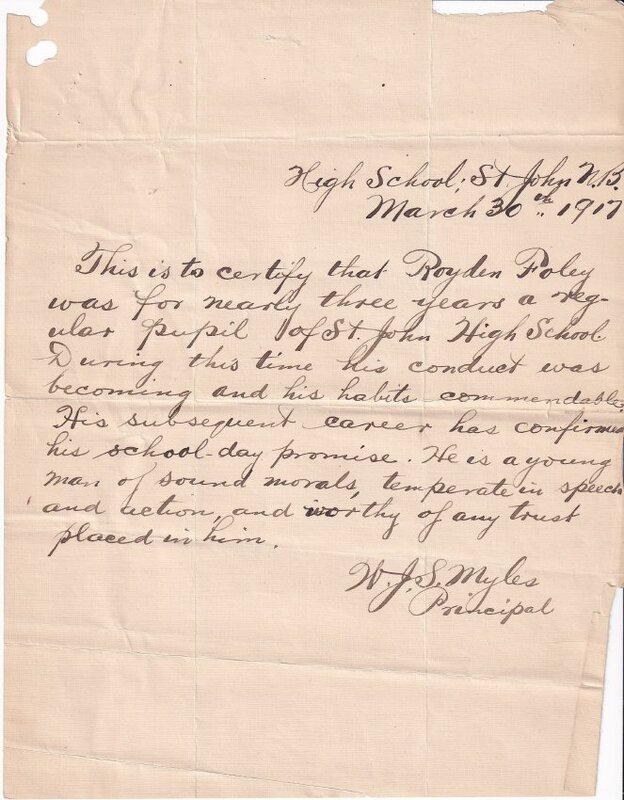 High School; St. John N.B.
March 30th. 1917
This is to certify that Royden Foley
was for nearly three years a reg-
ular pupil of St. John High School.
During this time his conduct was
becoming and his habits commendable.
His subsequent career has confirmed
his school-day promise. He is a young
man of sound morals, temperate in speech
and action, and worthy of any trust
placed in him.
W. J. S. Myles
Principal